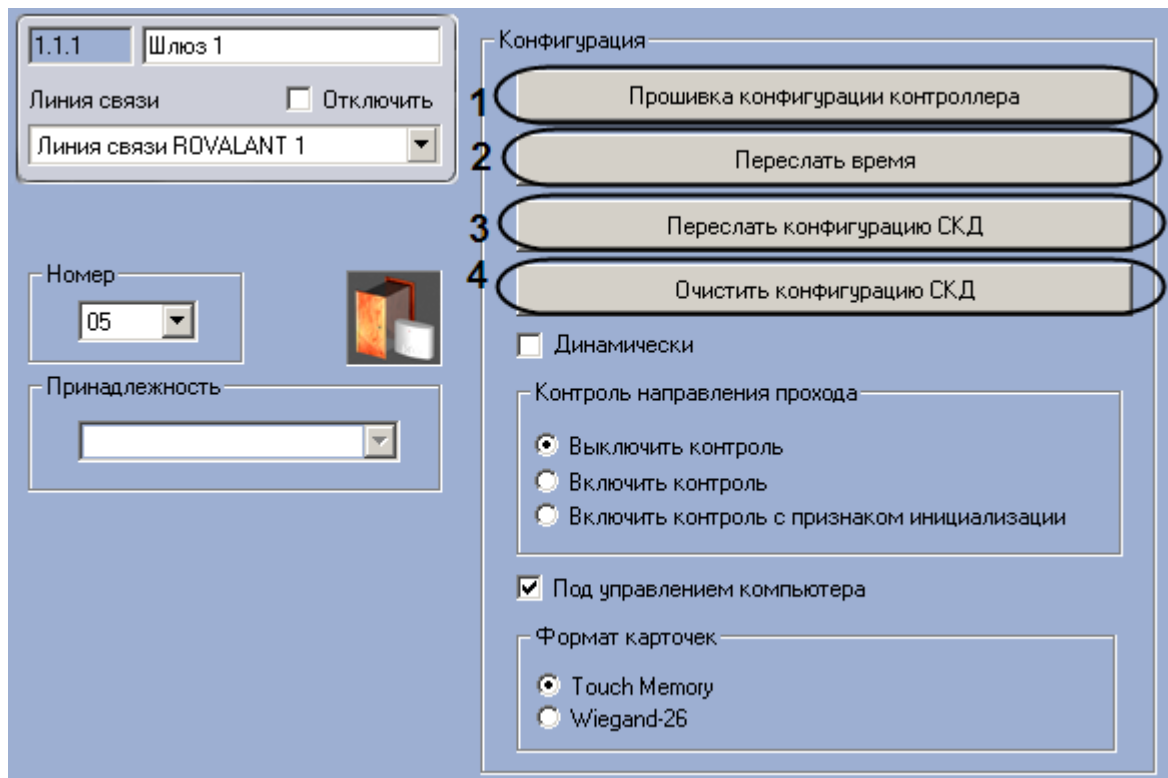 1.1.1 Шлюз 1
Линия связи Отключить
Линия связи ROVALANT 1
Номер
05
Принадлежность
Конфигурация
1 Прошивка конфигурации контроллера
2 Переслать время
3 Переслать конфигурацию СКД
4 Очистить конфигурацию СКД
Динамически
Контроль направления прохода
Выключить контроль
Включить контроль
Включить контроль с признаком инициализации
Под управлением компьютера
Формат карточек
Touch Memory
Wiegand-26